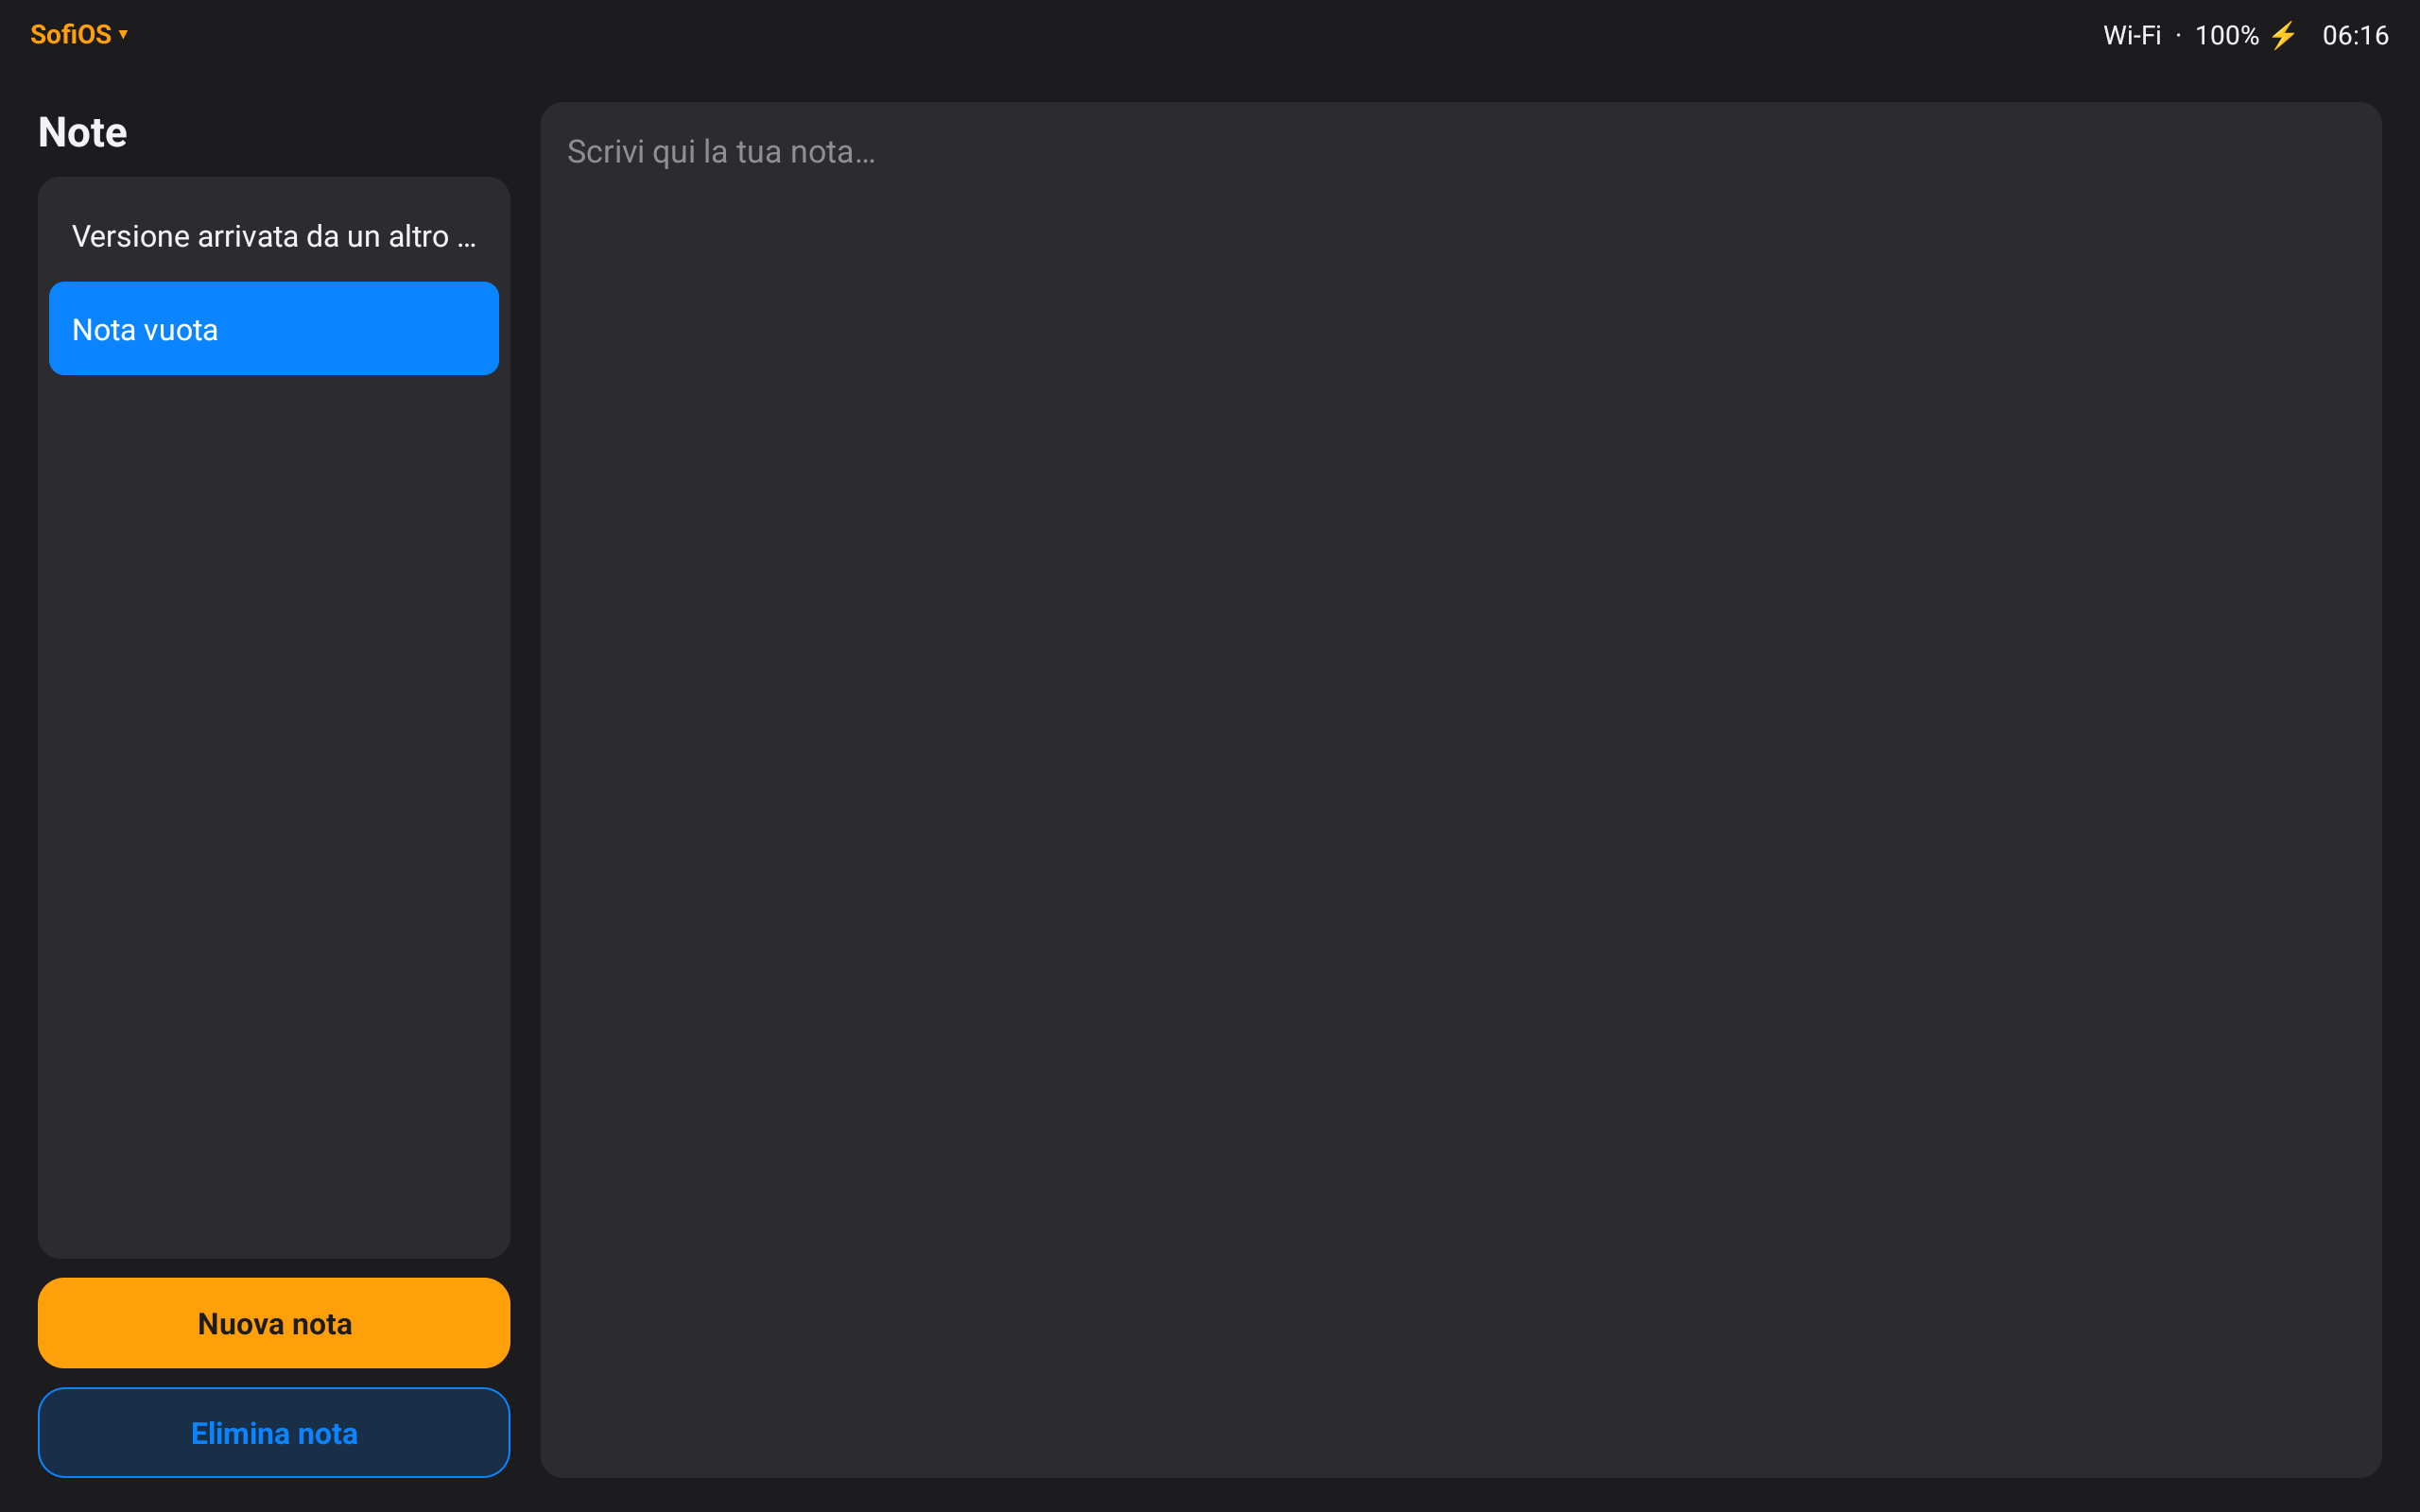 SofiOS ▾
Wi-Fi · 100% ⚡ 06:16
Note
Versione arrivata da un altro …
Nota vuota
Nuova nota
Elimina nota
Scrivi qui la tua nota…